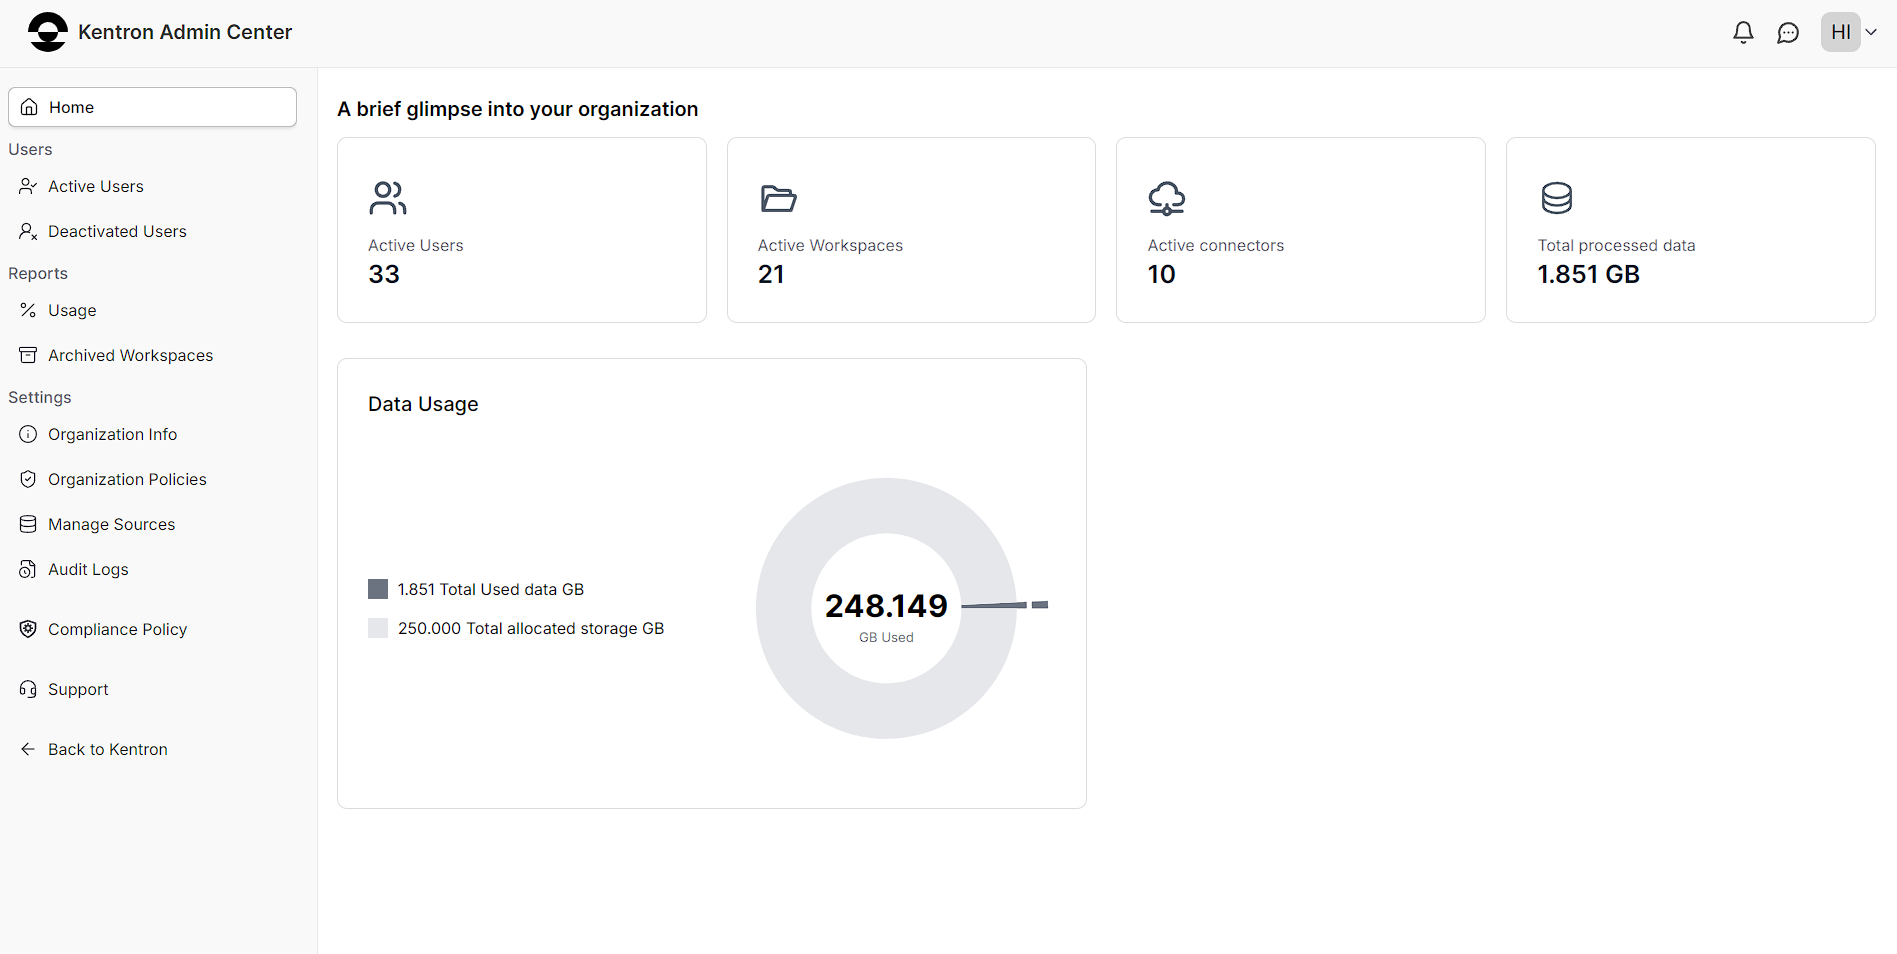 Kentron Admin Center
HI
Home
Users
Active Users
Deactivated Users
Reports
Usage
Archived Workspaces
Settings
Organization Info
Organization Policies
Manage Sources
Audit Logs
Compliance Policy
Support
Back to Kentron
A brief glimpse into your organization
Active Users
33
Active Workspaces
21
Active connectors
10
Total processed data
1.851 GB
Data Usage
1.851 Total Used data GB
250.000 Total allocated storage GB
248.149
GB Used